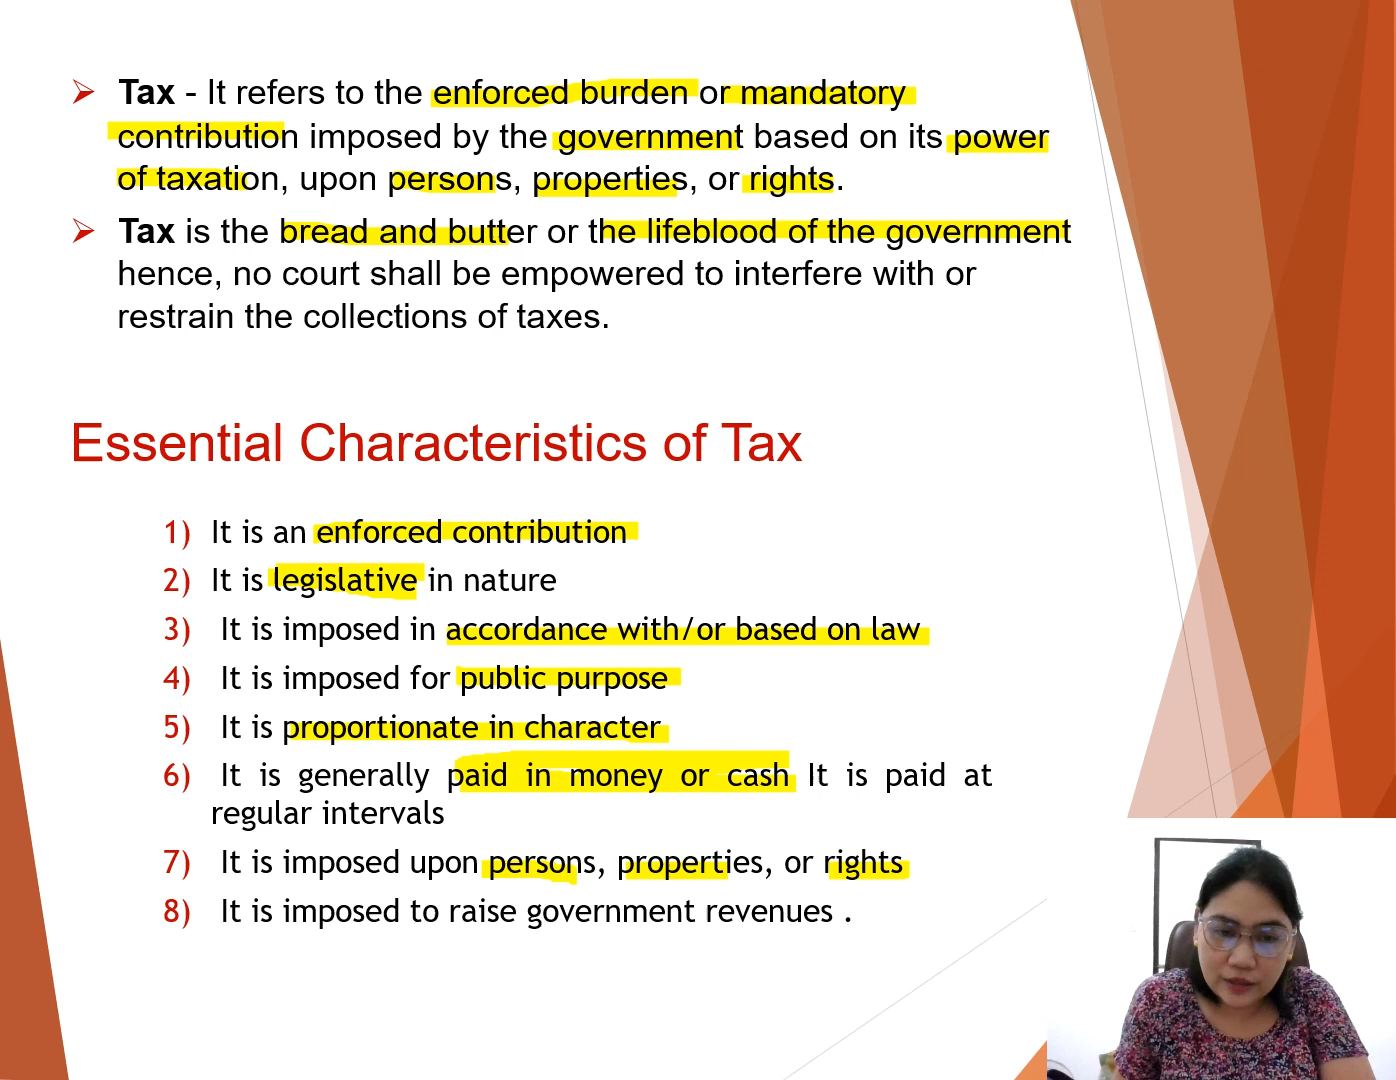 ➢ Tax - It refers to the enforced burden or mandatory
contribution imposed by the government based on its power
of taxation, upon persons, properties, or rights.
➢ Tax is the bread and butter or the lifeblood of the government
hence, no court shall be empowered to interfere with or
restrain the collections of taxes.
Essential Characteristics of Tax
1) It is an enforced contribution
2) It is legislative in nature
3) It is imposed in accordance with/or based on law
4) It is imposed for public purpose
5) It is proportionate in character
6) It is generally paid in money or cash It is paid at
regular intervals
7) It is imposed upon persons, properties, or rights
8) It is imposed to raise government revenues .